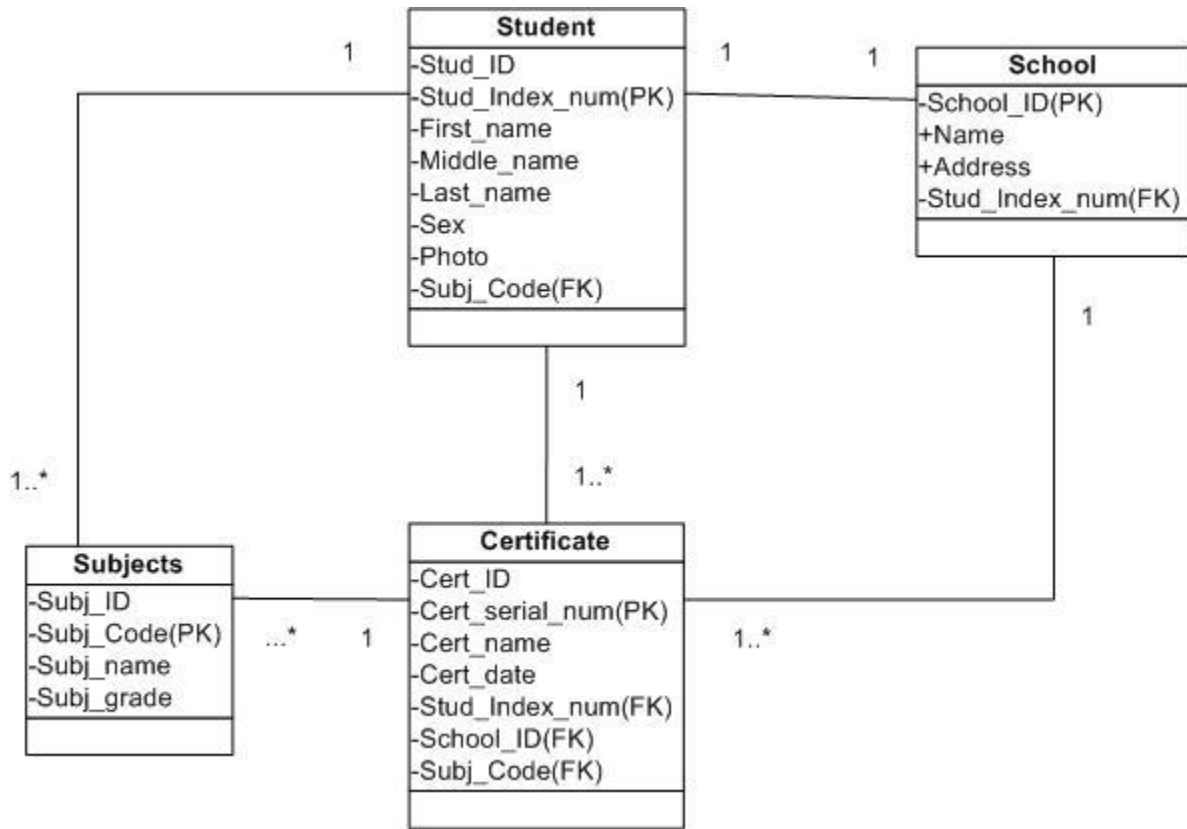 Student
-Stud_ID
-Stud_Index_num(PK)
-First_name
-Middle_name
-Last_name
-Sex
-Photo
-Subj_Code(FK)
1
1
1
School
-School_ID(PK)
+Name
+Address
-Stud_Index_num(FK)
1
1
1..*
1..*
Subjects
-Subj_ID
-Subj_Code(PK)
-Subj_name
-Subj_grade
...*
1
Certificate
-Cert_ID
-Cert_serial_num(PK)
-Cert_name
-Cert_date
-Stud_Index_num(FK)
-School_ID(FK)
-Subj_Code(FK)
1..*